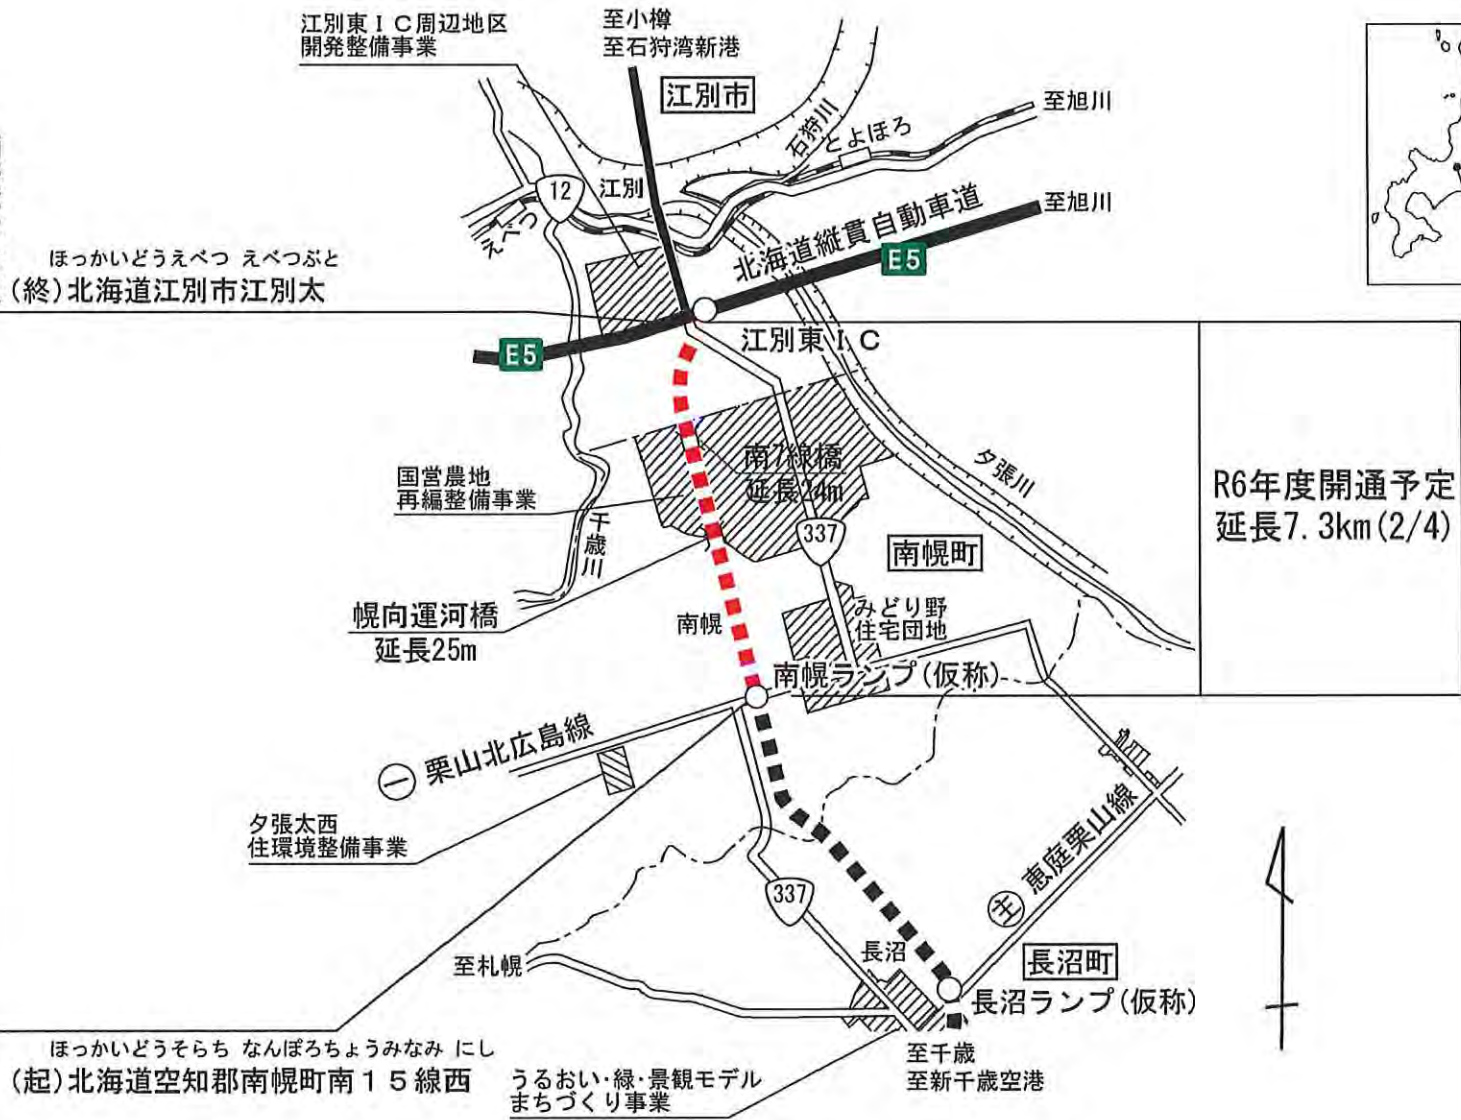 江別東ＩＣ周辺地区
開発整備事業
至小樽
至石狩湾新港
江別市
至旭川
石狩川
とよほろ
12
江別
えべつ
至旭川
北海道縦貫自動車道
E5
ほっかいどうえべつ えべつぶと
(終)北海道江別市江別太
E5
江別東ＩＣ
国営農地
再編整備事業
南7線橋
延長24m
夕張川
R6年度開通予定
延長7.3km(2/4)
千歳川
337
南幌町
幌向運河橋
延長25m
南幌
みどり野
住宅団地
南幌ランプ(仮称)
一 栗山北広島線
夕張太西
住環境整備事業
主 恵庭栗山線
337
至札幌
長沼
長沼町
長沼ランプ(仮称)
ほっかいどうそらち なんぽろちょうみなみ にし
(起)北海道空知郡南幌町南１５線西
至千歳
至新千歳空港
うるおい･緑･景観モデル
まちづくり事業